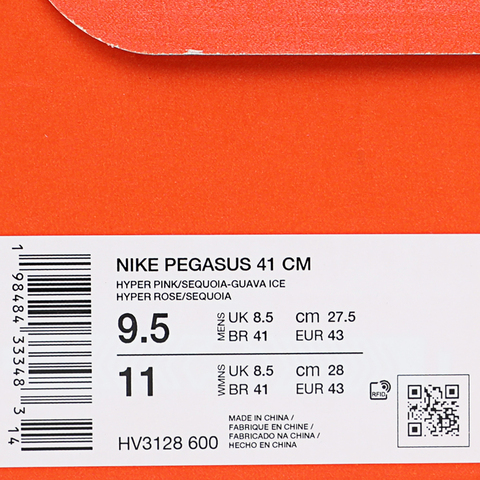 NIKE PEGASUS 41 CM
HYPER PINK/SEQUOIA-GUAVA ICE
HYPER ROSE/SEQUOIA
9.5 MENS UK 8.5 cm 27.5
BR 41 EUR 43
11 WMNS UK 8.5 cm 28
BR 41 EUR 43
RFID
MADE IN CHINA /
FABRIQUE EN CHINE /
FABRICADO NA CHINA /
HECHO EN CHINA
HV3128 600
1 98484 33348 3 14